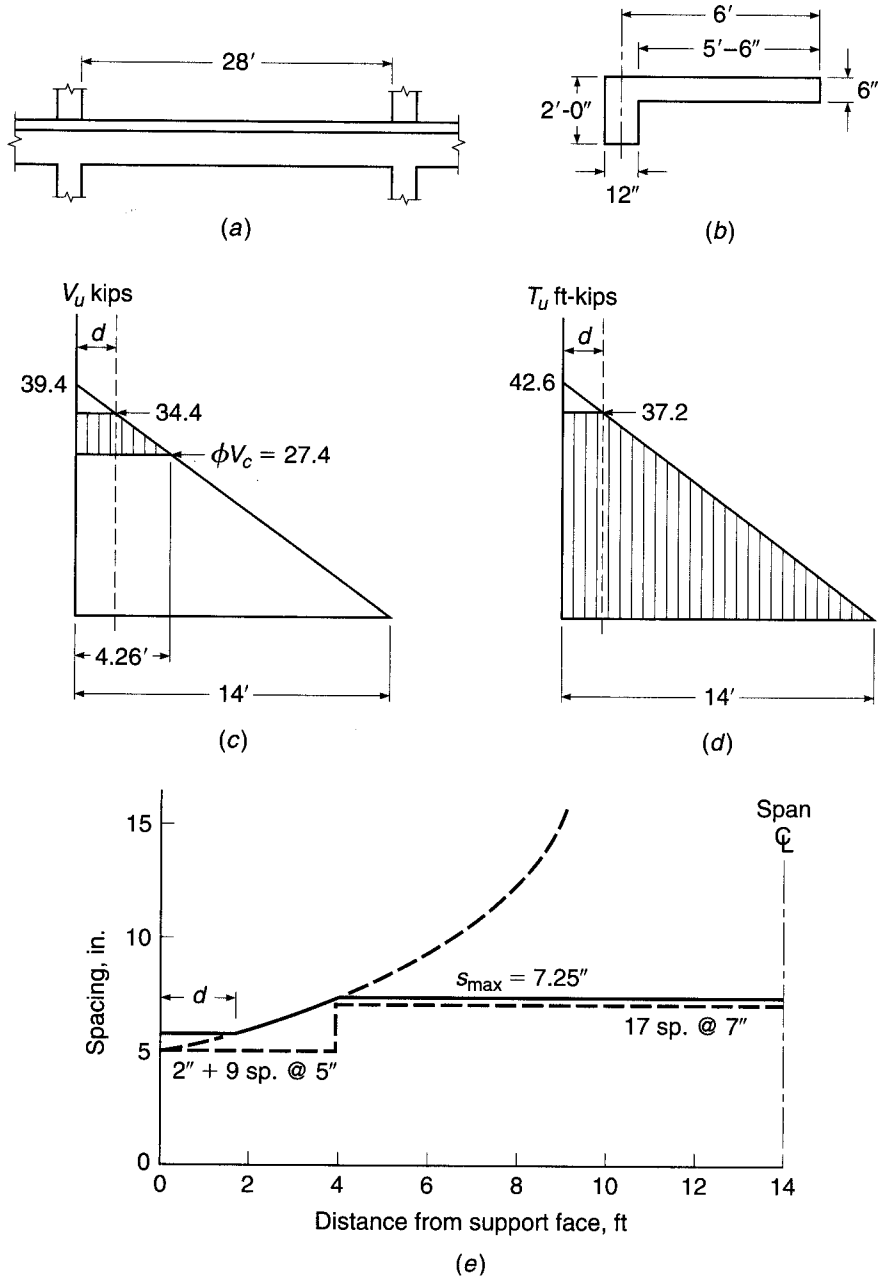 28′
(a)
6′
5′–6″
2′-0″
6″
12″
(b)
V_u kips
d
39.4
34.4
ϕV_c = 27.4
4.26′
14′
(c)
T_u ft-kips
d
42.6
37.2
14′
(d)
Spacing, in.
15
10
5
0
d
s_max = 7.25″
2″ + 9 sp. @ 5″
17 sp. @ 7″
Span
℄
0 2 4 6 8 10 12 14
Distance from support face, ft
(e)